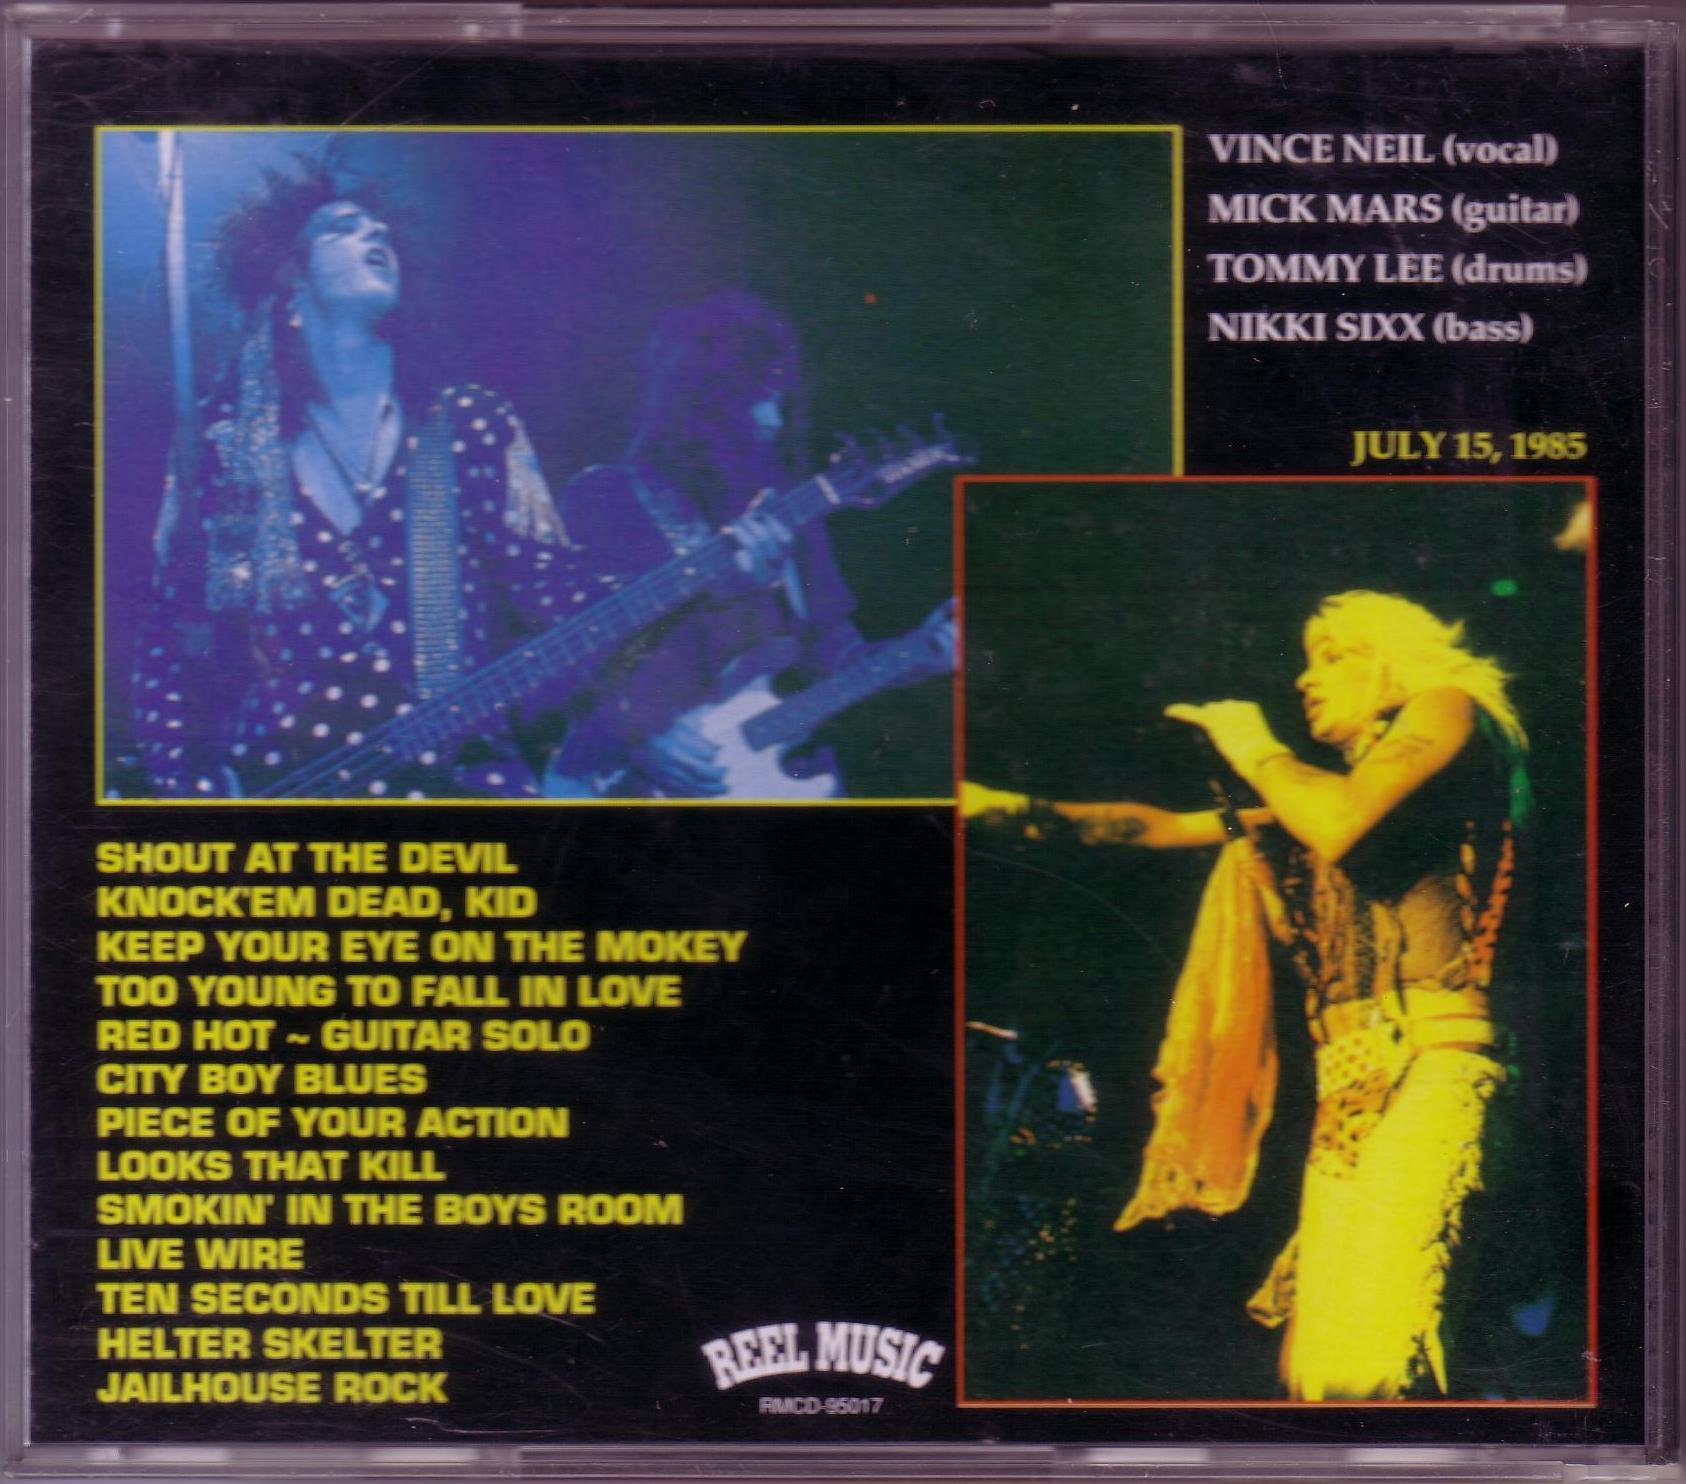 VINCE NEIL (vocal)
MICK MARS (guitar)
TOMMY LEE (drums)
NIKKI SIXX (bass)
JULY 15, 1985
SHOUT AT THE DEVIL
KNOCK'EM DEAD, KID
KEEP YOUR EYE ON THE MOKEY
TOO YOUNG TO FALL IN LOVE
RED HOT ~ GUITAR SOLO
CITY BOY BLUES
PIECE OF YOUR ACTION
LOOKS THAT KILL
SMOKIN' IN THE BOYS ROOM
LIVE WIRE
TEN SECONDS TILL LOVE
HELTER SKELTER
JAILHOUSE ROCK
REEL MUSIC
RMCD-95017